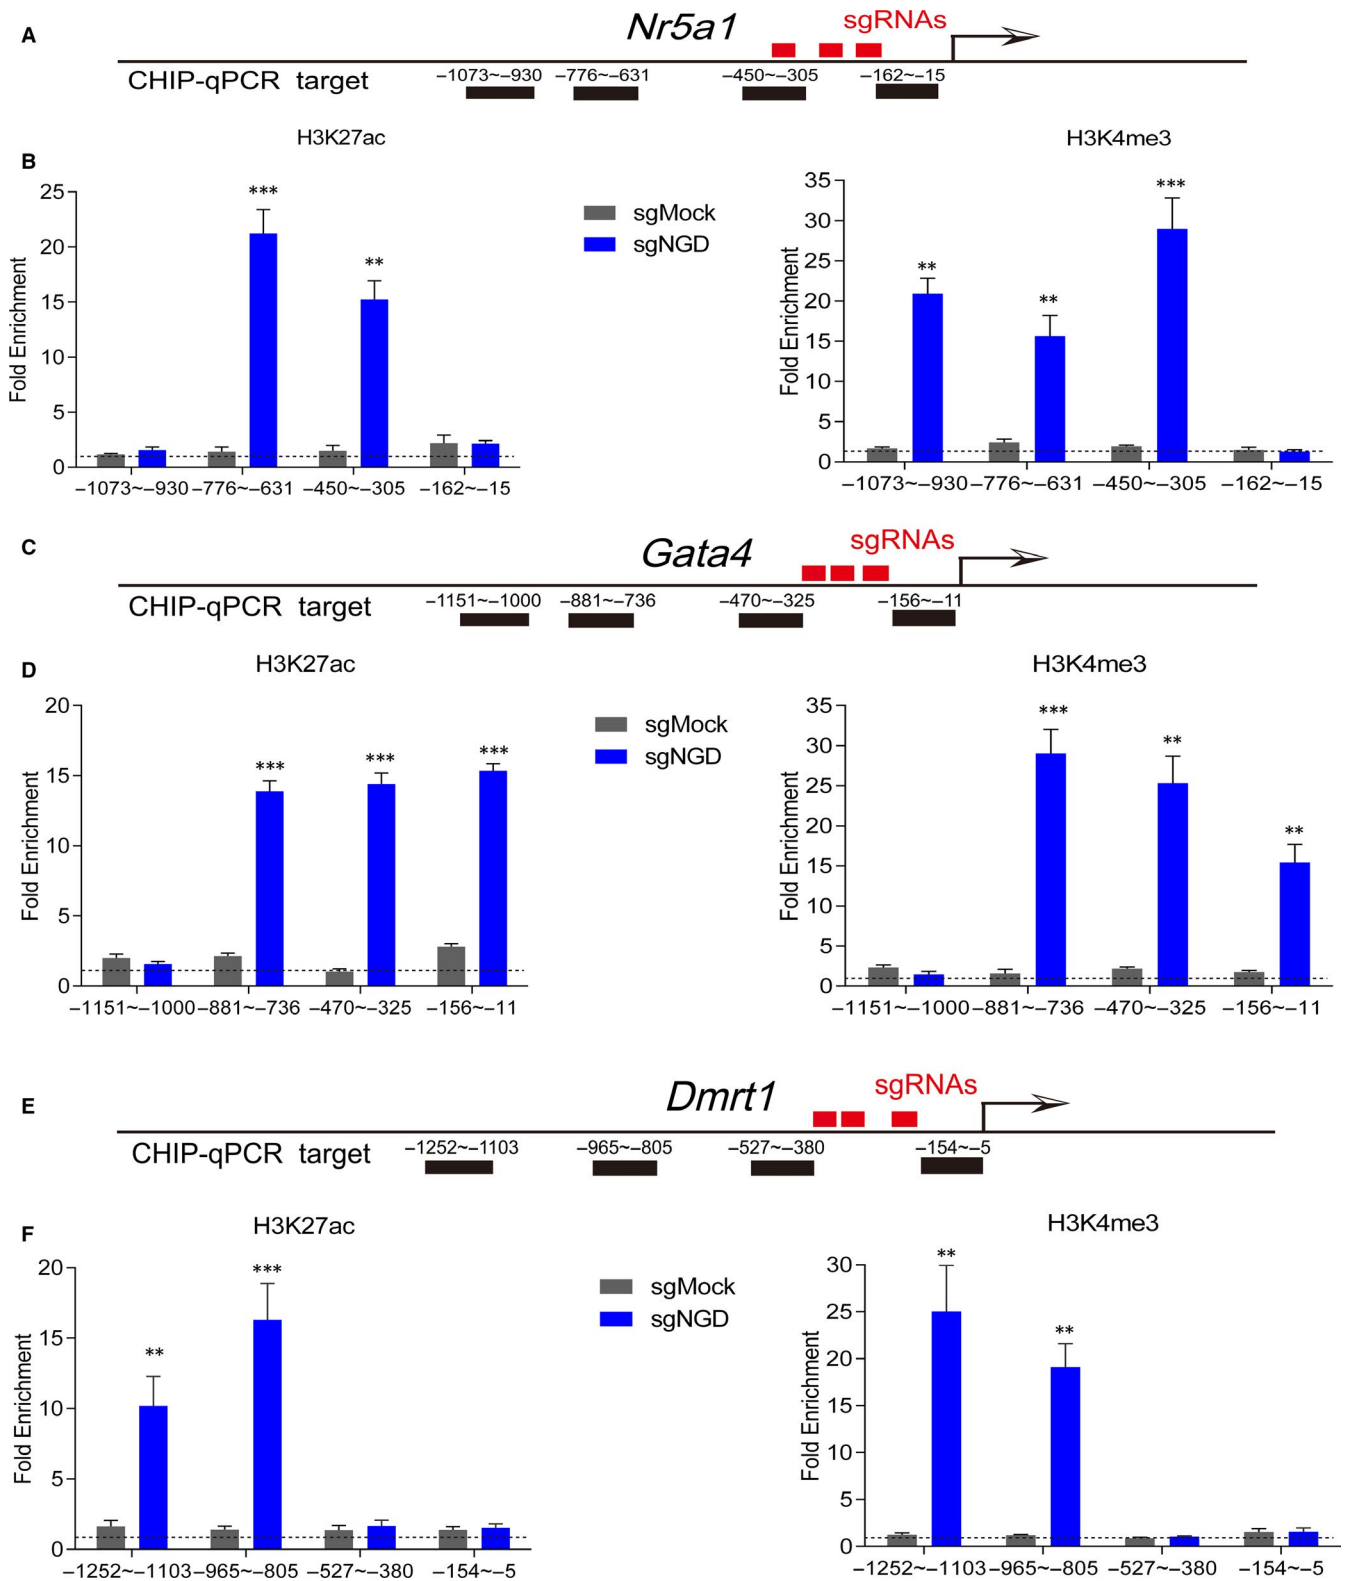 A
Nr5a1
sgRNAs
CHIP-qPCR target
−1073~−930 −776~−631 −450~−305 −162~−15
B
H3K27ac
Fold Enrichment
25
20
15
10
5
0
*** **
−1073~−930 −776~−631 −450~−305 −162~−15
sgMock
sgNGD
H3K4me3
Fold Enrichment
35
30
25
20
15
10
5
0
** ** ***
−1073~−930 −776~−631 −450~−305 −162~−15
C
Gata4
sgRNAs
CHIP-qPCR target
−1151~−1000 −881~−736 −470~−325 −156~−11
D
H3K27ac
Fold Enrichment
20
15
10
5
0
*** *** ***
−1151~−1000 −881~−736 −470~−325 −156~−11
sgMock
sgNGD
H3K4me3
Fold Enrichment
35
30
25
20
15
10
5
0
*** ** **
−1151~−1000 −881~−736 −470~−325 −156~−11
E
Dmrt1
sgRNAs
CHIP-qPCR target
−1252~−1103 −965~−805 −527~−380 −154~−5
F
H3K27ac
Fold Enrichment
20
15
10
5
0
** ***
−1252~−1103 −965~−805 −527~−380 −154~−5
sgMock
sgNGD
H3K4me3
Fold Enrichment
30
25
20
15
10
5
0
** **
−1252~−1103 −965~−805 −527~−380 −154~−5